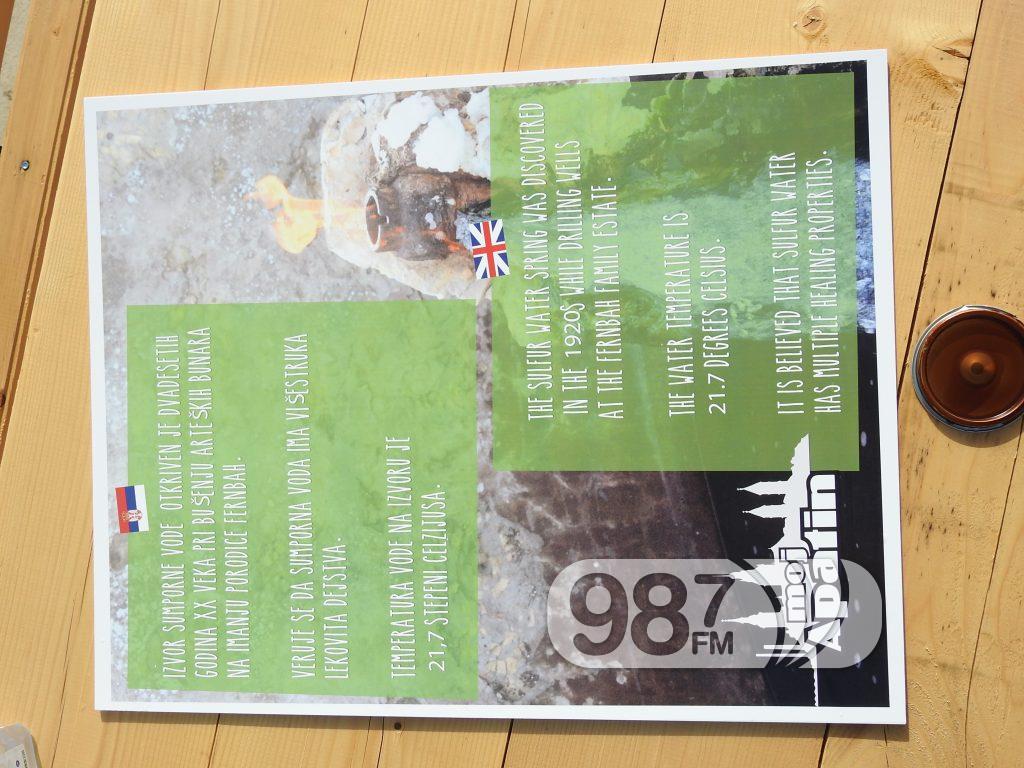 IZVOR SUMPORNE VODE OTKRIVEN JE DVADESETIH
GODINA XX VEKA PRI BUŠENJU ARTEŠKIH BUNARA
NA IMANJU PORODICE FERNBAH.
VERUJE SE DA SUMPORNA VODA IMA VIŠESTRUKA
LEKOVITA DEJSTVA.
TEMPERATURA VODE NA IZVORU JE
21,7 STEPENI CELZIJUSA.
THE SULFUR WATER SPRING WAS DISCOVERED
IN THE 1920S WHILE DRILLING WELLS
AT THE FERNBAH FAMILY ESTATE.
THE WATER TEMPERATURE IS
21.7 DEGREES CELSIUS.
IT IS BELIEVED THAT SULFUR WATER
HAS MULTIPLE HEALING PROPERTIES.
moj
Apatin
987
FM